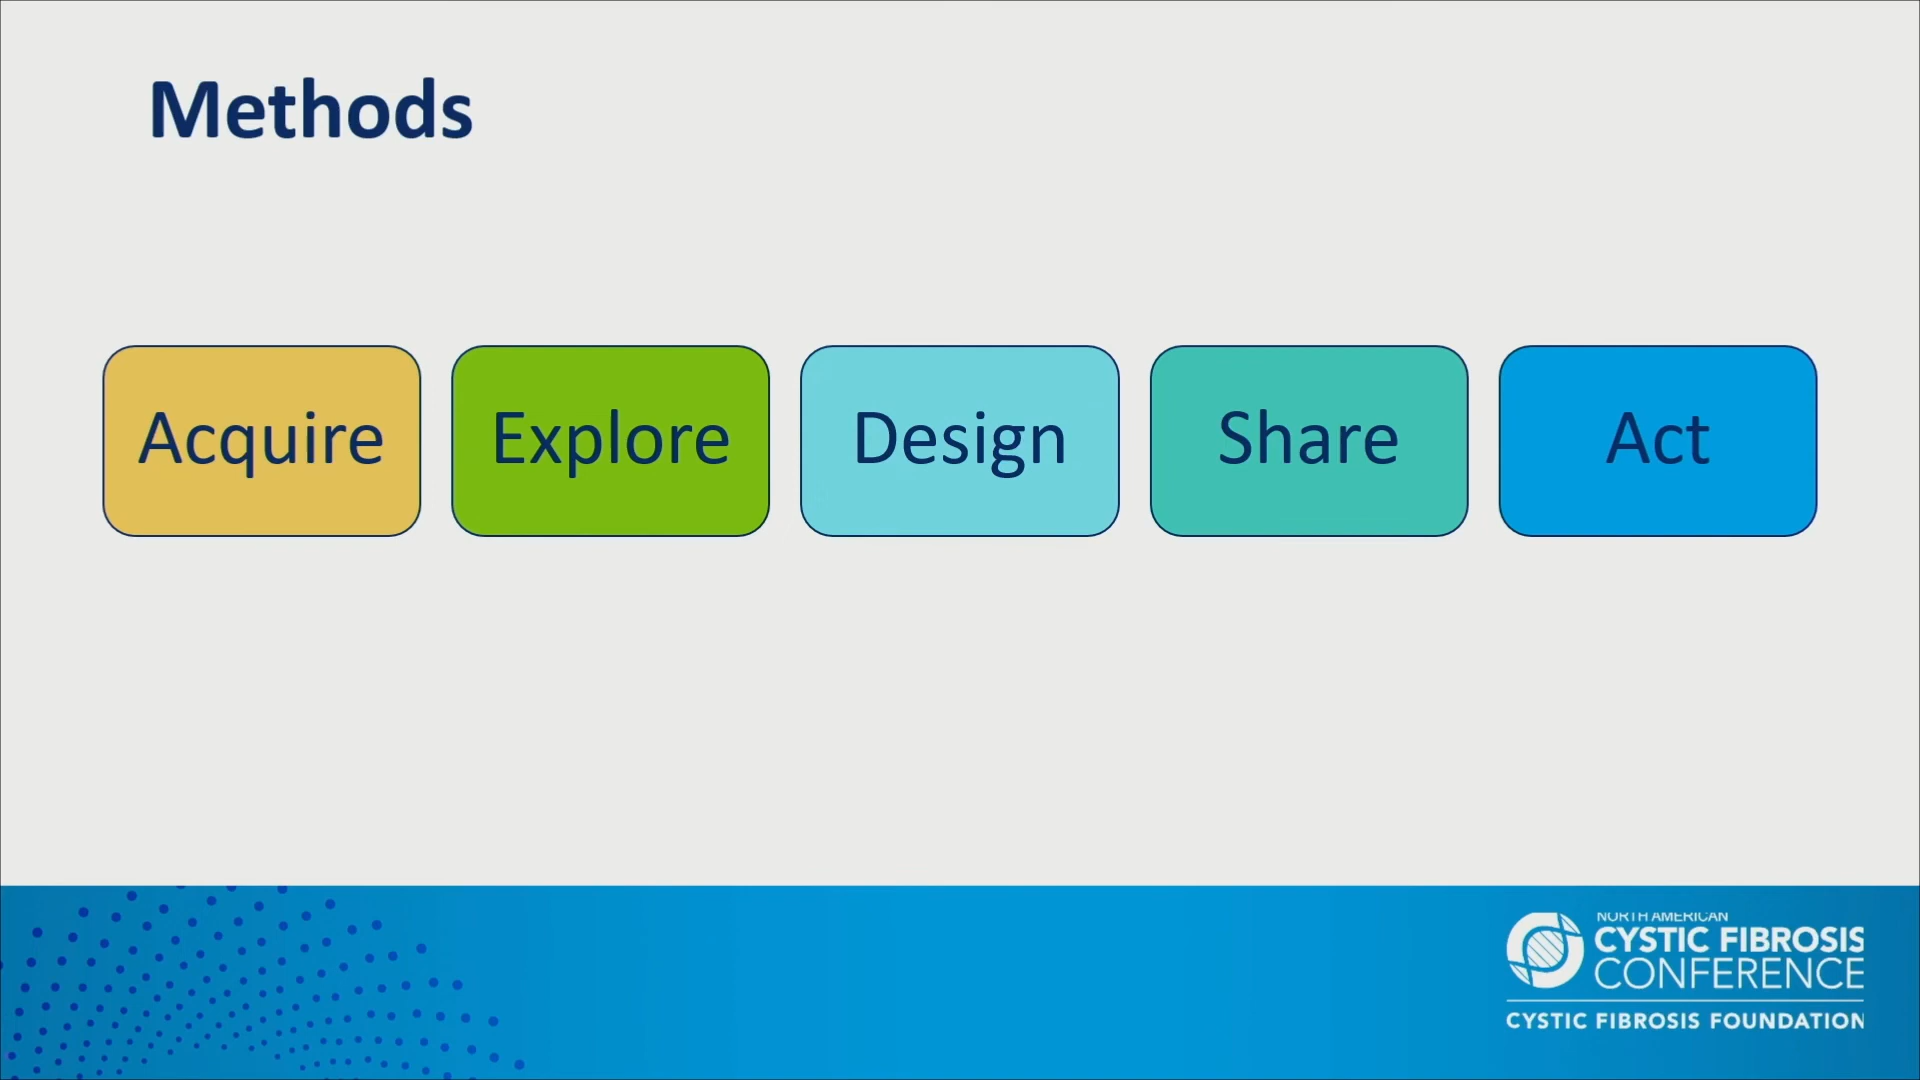 Methods
Acquire
Explore
Design
Share
Act
NORTH AMERICAN
CYSTIC FIBROSIS
CONFERENCE
CYSTIC FIBROSIS FOUNDATION